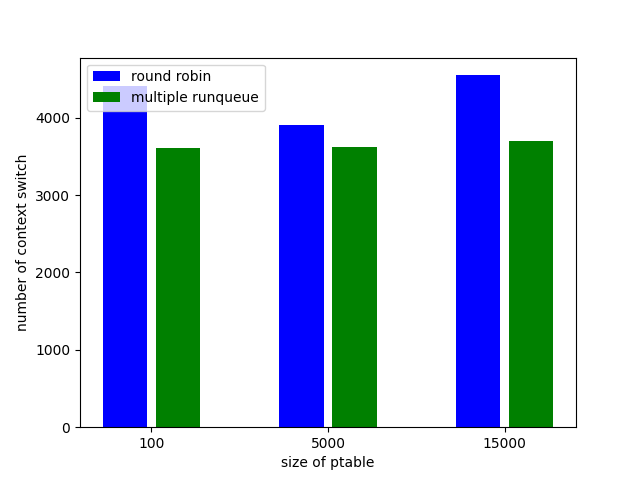 round robin
multiple runqueue
number of context switch
4000
3000
2000
1000
0
100 5000 15000
size of ptable